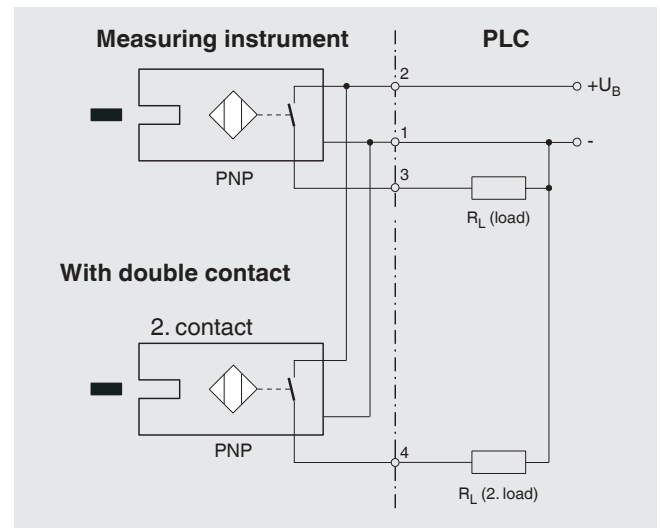 Measuring instrument
PLC
2
+U_B
1
-
PNP
3
R_L (load)
With double contact
2. contact
PNP
4
R_L (2. load)